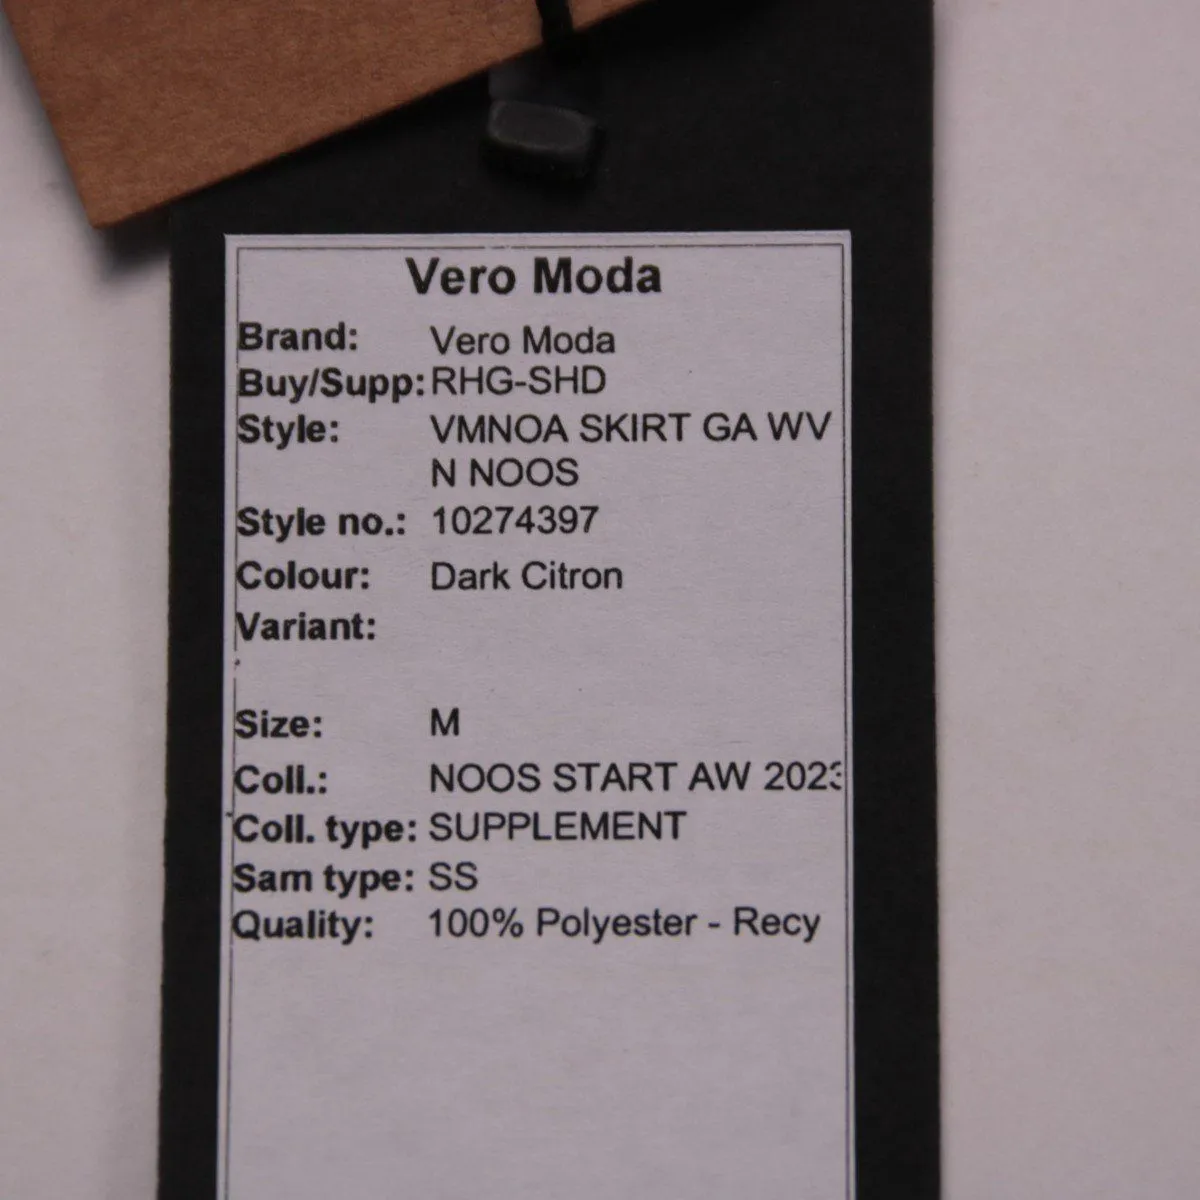 Vero Moda
Brand: Vero Moda
Buy/Supp: RHG-SHD
Style: VMNOA SKIRT GA WV
N NOOS
Style no.: 10274397
Colour: Dark Citron
Variant:
Size: M
Coll.: NOOS START AW 2023
Coll. type: SUPPLEMENT
Sam type: SS
Quality: 100% Polyester - Recy